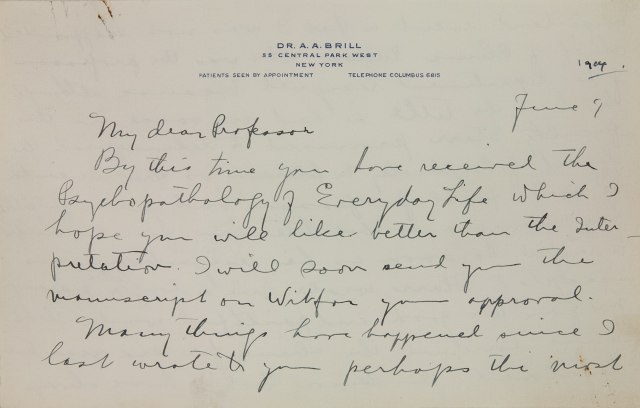 DR. A. A. BRILL
55 CENTRAL PARK WEST
NEW YORK
PATIENTS SEEN BY APPOINTMENT TELEPHONE COLUMBUS 6815
1914.
June 7
My dear Professor
By this time you have received the
Psychopathology of Everyday Life which I
hope you will like better than the Inter-
pretation. I will soon send you the
manuscript on Wit for your approval.
Many things have happened since I
last wrote to you perhaps the most